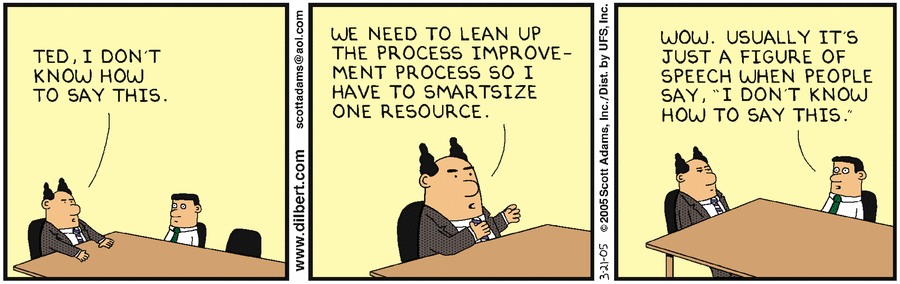 TED, I DON'T
KNOW HOW
TO SAY THIS.
www.dilbert.com scottadams@aol.com
WE NEED TO LEAN UP
THE PROCESS IMPROVE-
MENT PROCESS SO I
HAVE TO SMARTSIZE
ONE RESOURCE.
3-21-05 © 2005 Scott Adams, Inc./Dist. by UFS, Inc.
WOW. USUALLY IT'S
JUST A FIGURE OF
SPEECH WHEN PEOPLE
SAY, "I DON'T KNOW
HOW TO SAY THIS."